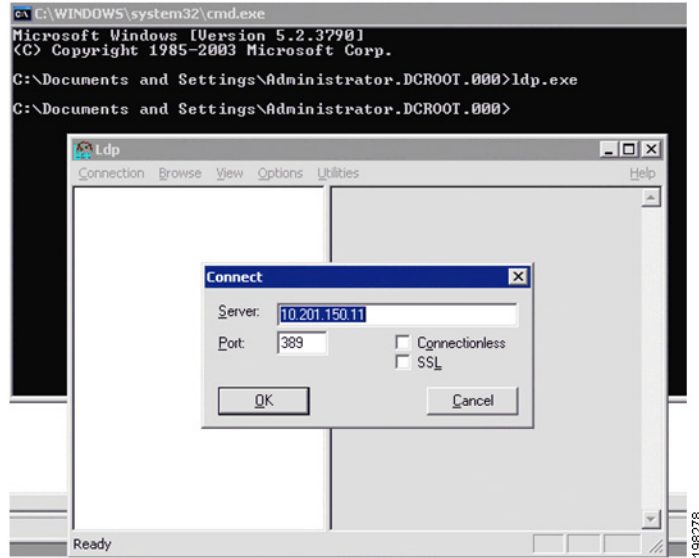 C:\WINDOWS\system32\cmd.exe
Microsoft Windows [Version 5.2.3790]
(C) Copyright 1985-2003 Microsoft Corp.
C:\Documents and Settings\Administrator.DCROOT.000>ldp.exe
C:\Documents and Settings\Administrator.DCROOT.000>
Ldp
Connection Browse View Options Utilities Help
Connect
Server: 10.201.150.11
Port: 389 Connectionless
SSL
OK Cancel
Ready
198278